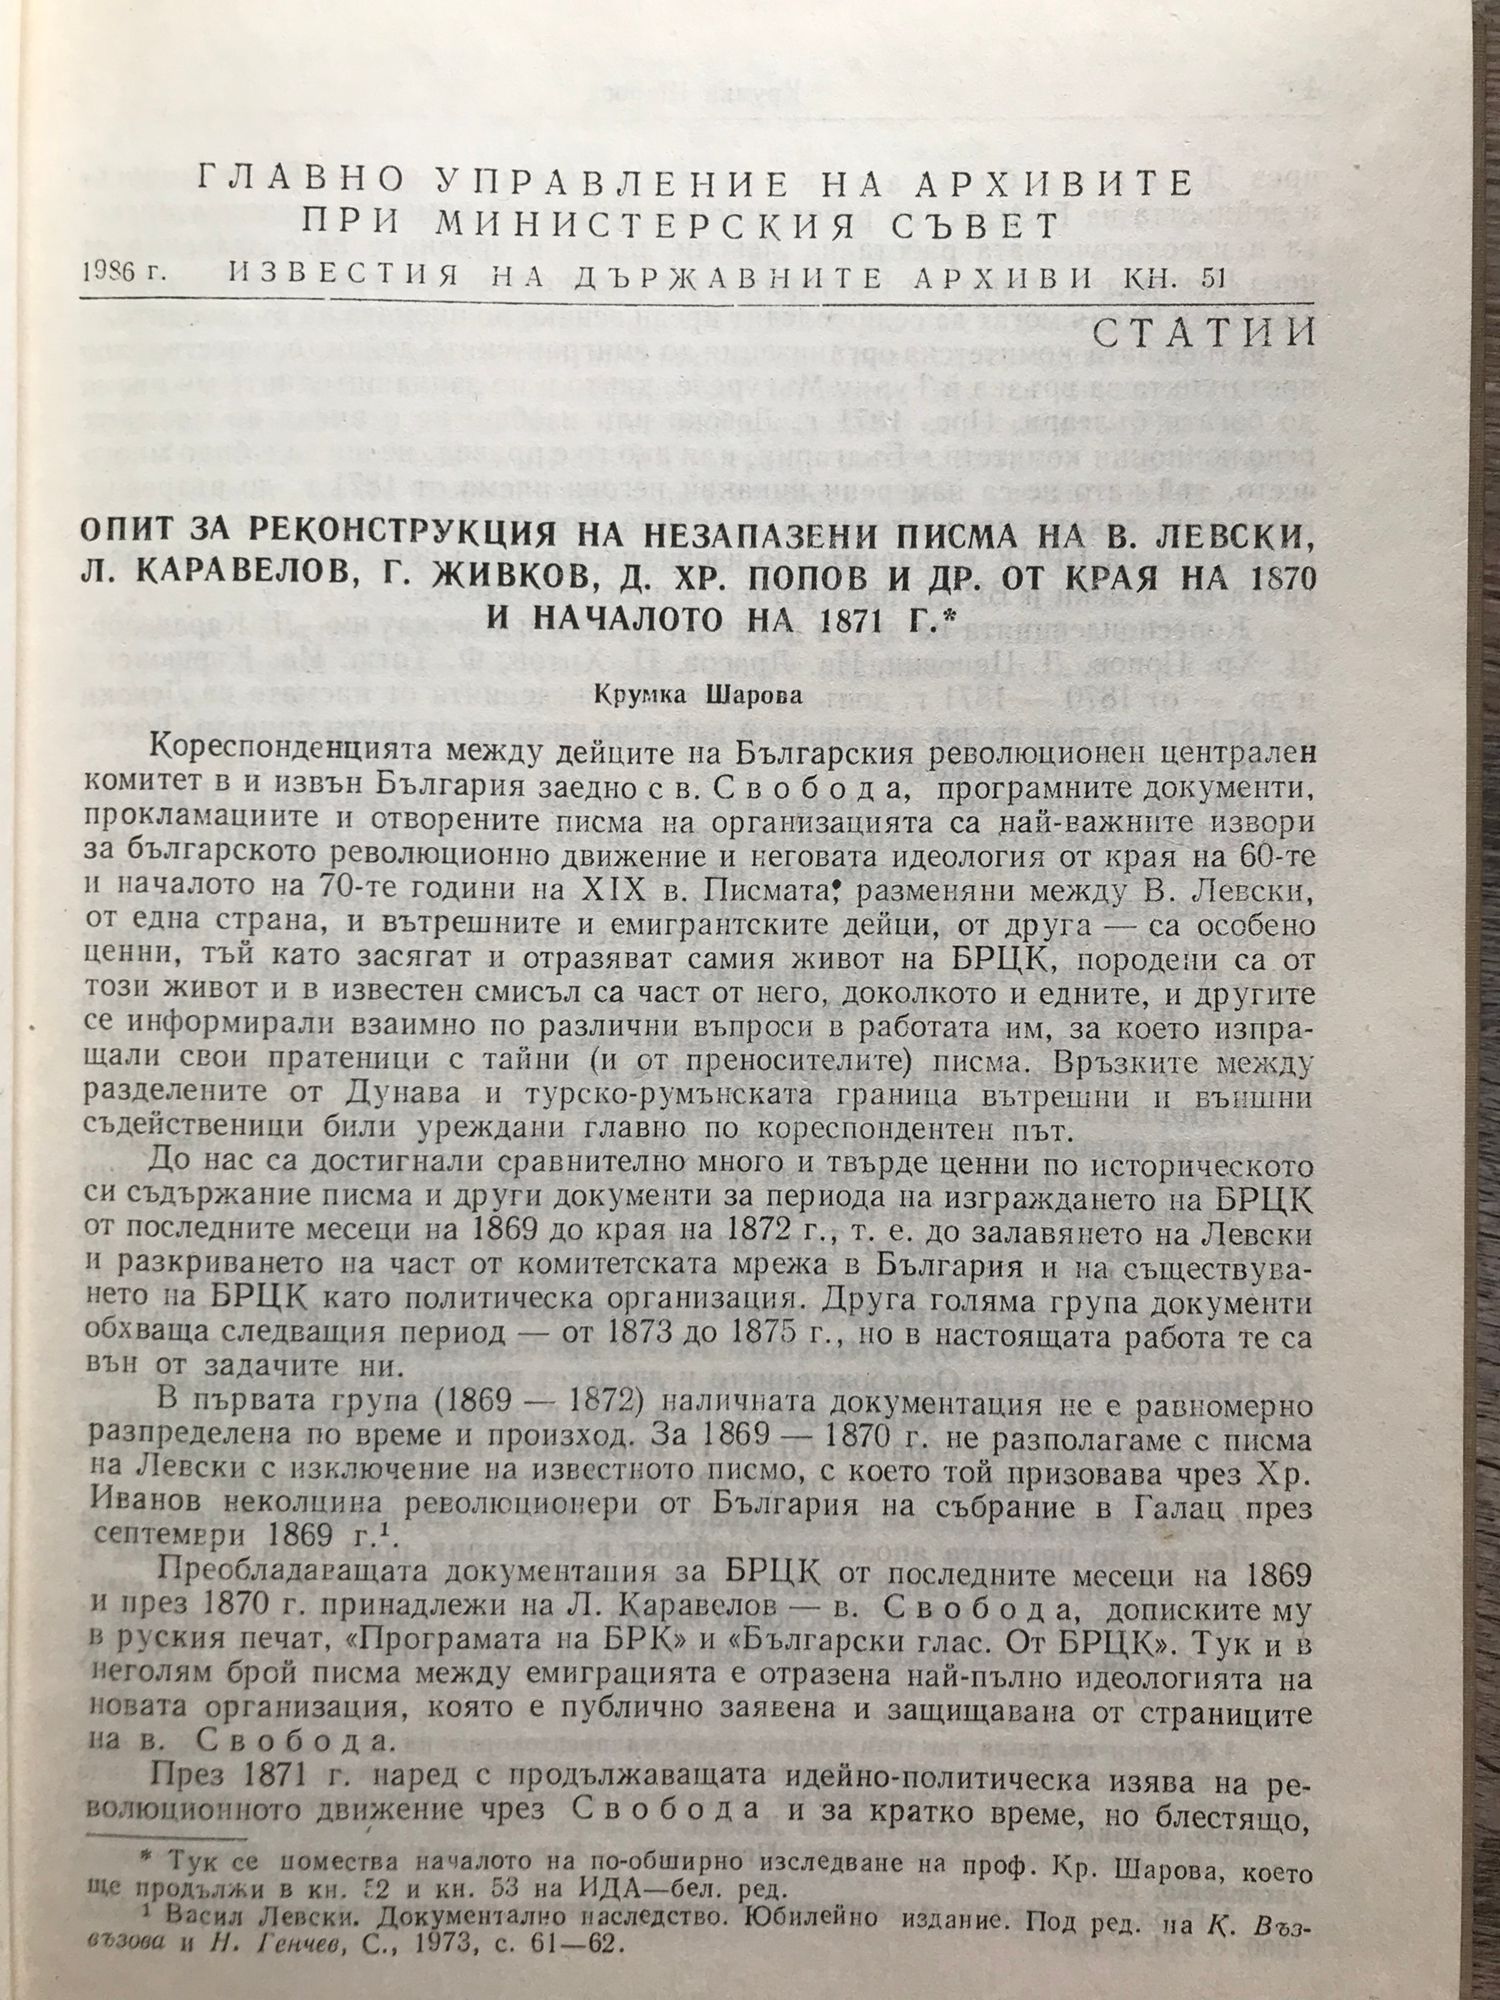 ГЛАВНО УПРАВЛЕНИЕ НА АРХИВИТЕ
ПРИ МИНИСТЕРСКИЯ СЪВЕТ
1986 г. ИЗВЕСТИЯ НА ДЪРЖАВНИТЕ АРХИВИ КН. 51
СТАТИИ
ОПИТ ЗА РЕКОНСТРУКЦИЯ НА НЕЗАПАЗЕНИ ПИСМА НА В. ЛЕВСКИ,
Л. КАРАВЕЛОВ, Г. ЖИВКОВ, Д. ХР. ПОПОВ И ДР. ОТ КРАЯ НА 1870
И НАЧАЛОТО НА 1871 Г.*
Крумка Шарова
Кореспонденцията между дейците на Българския революционен централен
комитет в и извън България заедно с в. Свобода, програмните документи,
прокламациите и отворените писма на организацията са най-важните извори
за българското революционно движение и неговата идеология от края на 60-те
и началото на 70-те години на XIX в. Писмата, разменяни между В. Левски,
от една страна, и вътрешните и емигрантските дейци, от друга — са особено
ценни, тъй като засягат и отразяват самия живот на БРЦК, породени са от
този живот и в известен смисъл са част от него, доколкото и едните, и другите
се информирали взаимно по различни въпроси в работата им, за което изпра-
щали свои пратеници с тайни (и от преносителите) писма. Връзките между
разделените от Дунава и турско-румънската граница вътрешни и външни
съдейственици били уреждани главно по кореспондентен път.
До нас са достигнали сравнително много и твърде ценни по историческото
си съдържание писма и други документи за периода на изграждането на БРЦК
от последните месеци на 1869 до края на 1872 г., т. е. до залавянето на Левски
и разкриването на част от комитетската мрежа в България и на съществува-
нето на БРЦК като политическа организация. Друга голяма група документи
обхваща следващия период — от 1873 до 1875 г., но в настоящата работа те са
вън от задачите ни.
В първата група (1869 — 1872) наличната документация не е равномерно
разпределена по време и произход. За 1869 — 1870 г. не разполагаме с писма
на Левски с изключение на известното писмо, с което той призовава чрез Хр.
Иванов неколцина революционери от България на събрание в Галац през
септември 1869 г.¹.
Преобладаващата документация за БРЦК от последните месеци на 1869
и през 1870 г. принадлежи на Л. Каравелов — в. Свобода, дописките му
в руския печат, «Програмата на БРК» и «Български глас. От БРЦК». Тук и в
неголям брой писма между емиграцията е отразена най-пълно идеологията на
новата организация, която е публично заявена и защищавана от страниците
на в. Свобода.
През 1871 г. наред с продължаващата идейно-политическа изява на ре-
волюционното движение чрез Свобода и за кратко време, но блестящо,
* Тук се помества началото на по-обширно изследване на проф. Кр. Шарова, което
ще продължи в кн. 52 и кн. 53 на ИДА—бел. ред.
¹ Васил Левски. Документално наследство. Юбилейно издание. Под ред. на К. Въз-
възова и Н. Генчев, С., 1973, с. 61—62.